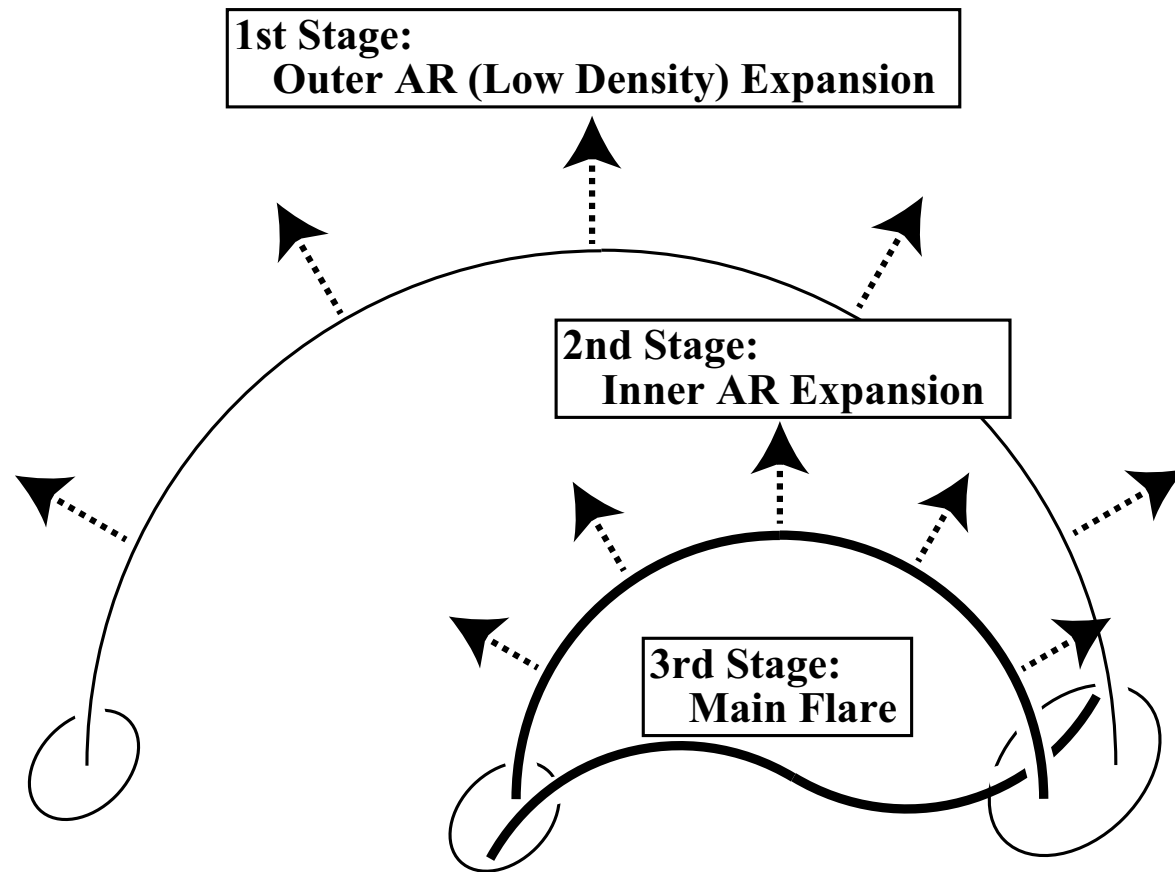 1st Stage:
Outer AR (Low Density) Expansion
2nd Stage:
Inner AR Expansion
3rd Stage:
Main Flare